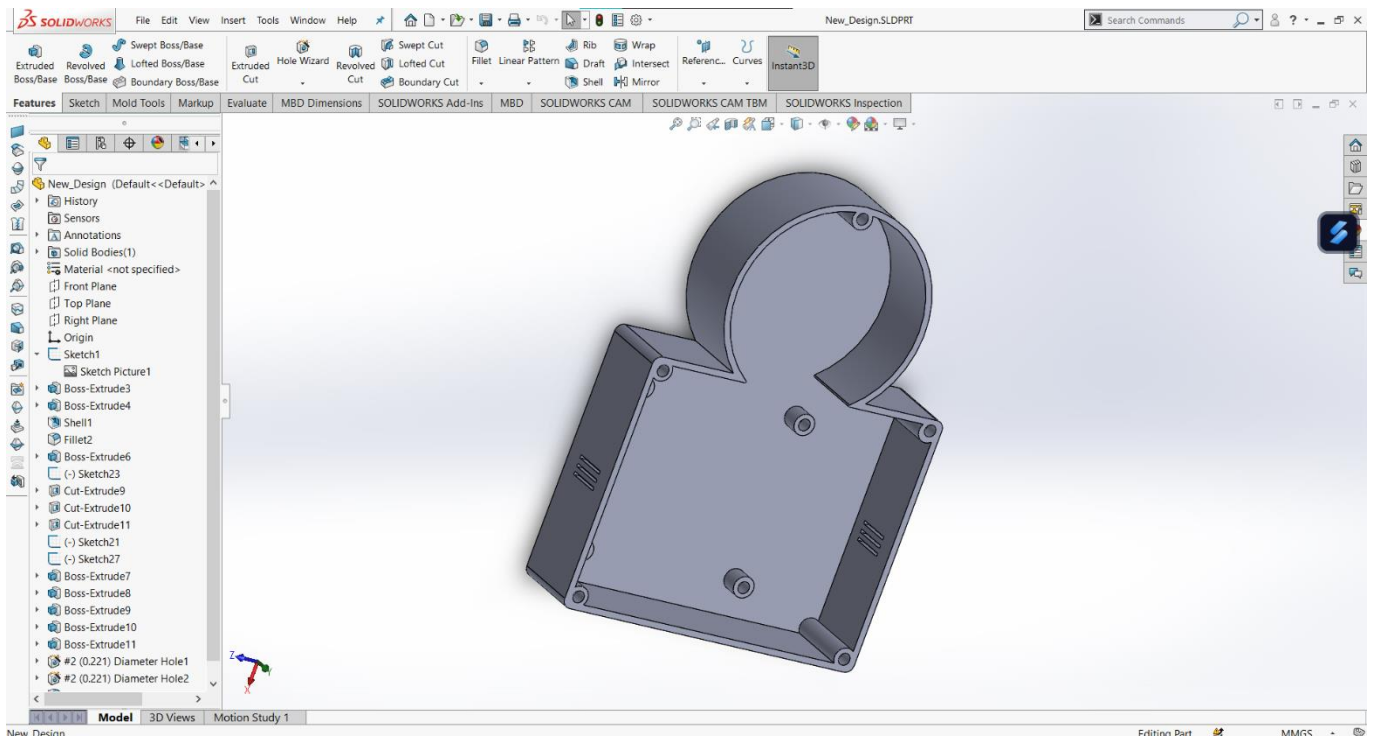 SOLIDWORKS File Edit View Insert Tools Window Help New_Design.SLDPRT Search Commands ?
Extruded Boss/Base Revolved Boss/Base Swept Boss/Base Lofted Boss/Base Boundary Boss/Base Extruded Cut Hole Wizard Revolved Cut Swept Cut Lofted Cut Boundary Cut Fillet Linear Pattern Rib Draft Shell Wrap Intersect Mirror Referenc... Curves Instant3D
Features Sketch Mold Tools Markup Evaluate MBD Dimensions SOLIDWORKS Add-Ins MBD SOLIDWORKS CAM SOLIDWORKS CAM TBM SOLIDWORKS Inspection
New_Design (Default<<Default>
History
Sensors
Annotations
Solid Bodies(1)
Material <not specified>
Front Plane
Top Plane
Right Plane
Origin
Sketch1
Sketch Picture1
Boss-Extrude3
Boss-Extrude4
Shell1
Fillet2
Boss-Extrude6
(-) Sketch23
Cut-Extrude9
Cut-Extrude10
Cut-Extrude11
(-) Sketch21
(-) Sketch27
Boss-Extrude7
Boss-Extrude8
Boss-Extrude9
Boss-Extrude10
Boss-Extrude11
#2 (0.221) Diameter Hole1
#2 (0.221) Diameter Hole2
Z
Y
X
Model 3D Views Motion Study 1
New_Design Editing Part MMGS